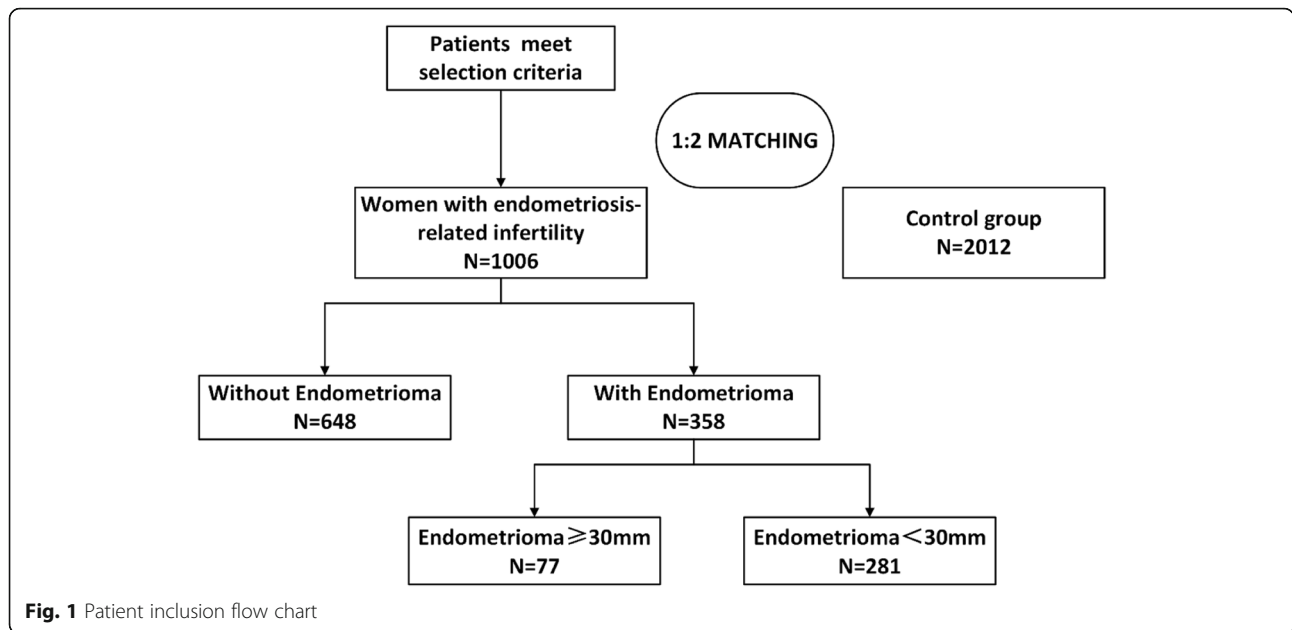 Patients meet
selection criteria
1:2 MATCHING
Women with endometriosis-
related infertility
N=1006
Control group
N=2012
Without Endometrioma
N=648
With Endometrioma
N=358
Endometrioma≥30mm
N=77
Endometrioma<30mm
N=281
Fig. 1 Patient inclusion flow chart